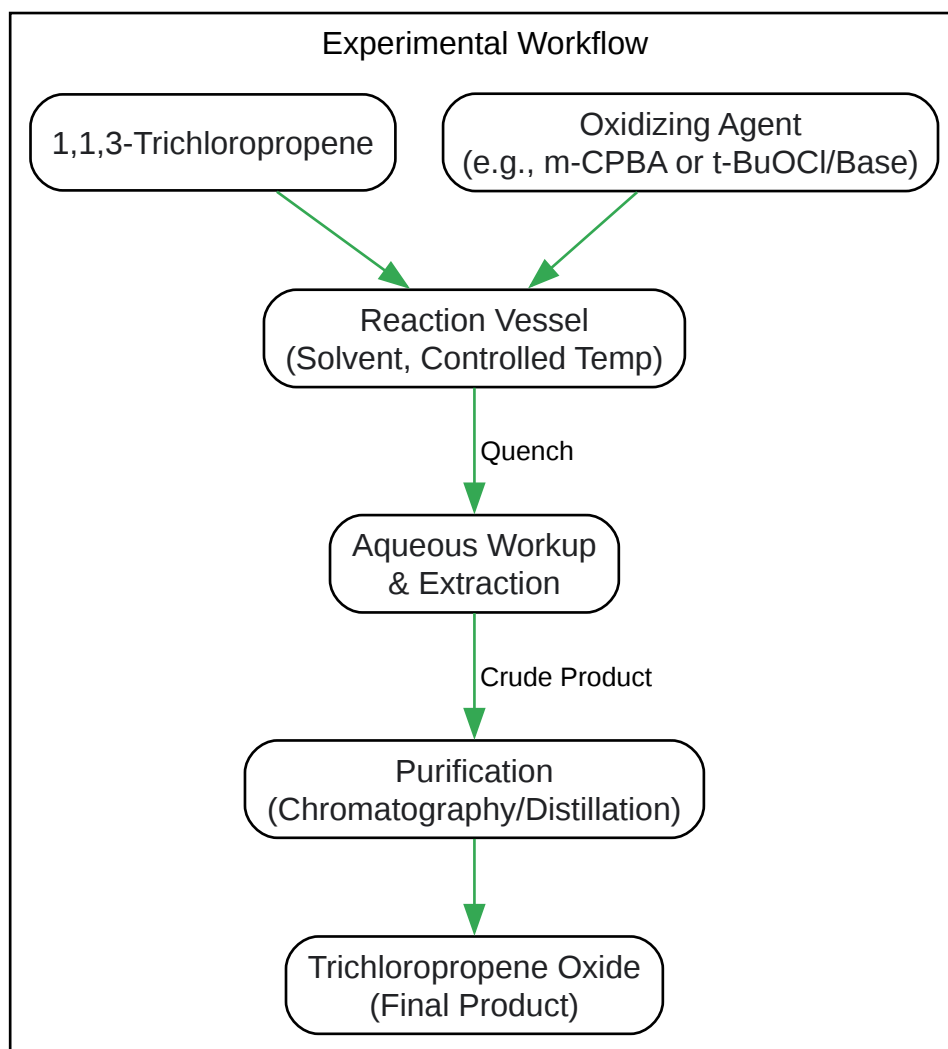 Experimental Workflow
1,1,3-Trichloropropene
Oxidizing Agent
(e.g., m-CPBA or t-BuOCl/Base)
Reaction Vessel
(Solvent, Controlled Temp)
Quench
Aqueous Workup
& Extraction
Crude Product
Purification
(Chromatography/Distillation)
Trichloropropene Oxide
(Final Product)